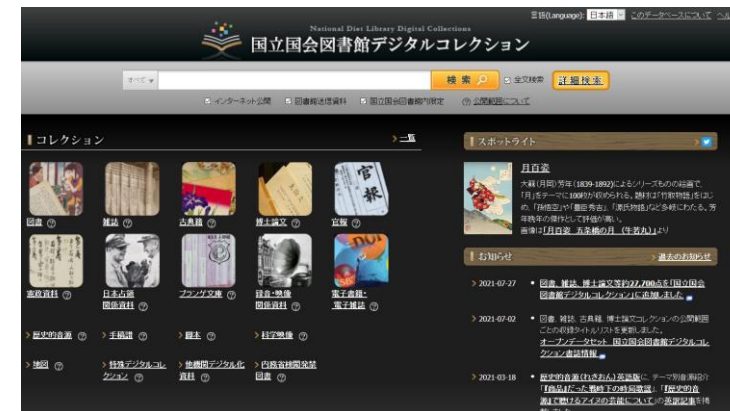 言語(Language): 日本語 このデータベースについて ヘル
National Diet Library Digital Collections
国立国会図書館デジタルコレクション
すべて
検索
全文検索
詳細検索
インターネット公開 図書館送信資料 国立国会図書館内限定
公開範囲について
コレクション
一覧
図書
雑誌
古典籍
博士論文
官報
憲政資料
日本占領
関係資料
プランゲ文庫
録音・映像
関係資料
電子書籍・
電子雑誌
歴史的音源
手稿譜
脚本
科学映像
地図
特殊デジタルコレ
クション
他機関デジタル化
資料
内務省検閲発禁
図書
スポットライト
月百姿
大蘇(月岡)芳年(1839-1892)によるシリーズものの絵画で、
「月」をテーマに100枚が収められる。題材は「竹取物語」をはじ
め、「孫悟空」や「豊臣秀吉」、「源氏物語」など多岐にわたる。芳
年晩年の傑作として評価が高い。
画像は「月百姿 五条橋の月 (牛若丸)」より
お知らせ
過去のお知らせ
2021-07-27
図書、雑誌、博士論文等約27,700点を「国立国会
図書館デジタルコレクション」に追加しました
2021-07-02
図書、雑誌、古典籍、博士論文コレクションの公開範囲
ごとの収録タイトルリストを更新しました。
オープンデータセット_国立国会図書館デジタルコレ
クション書誌情報
2021-03-18
歴史的音源(れきおん)英語版に、テーマ別音源紹介
「『商品』だった戦時下の時局歌謡」、「『歴史的音
源』で聴けるアイヌの芸能について」の英訳記事を掲